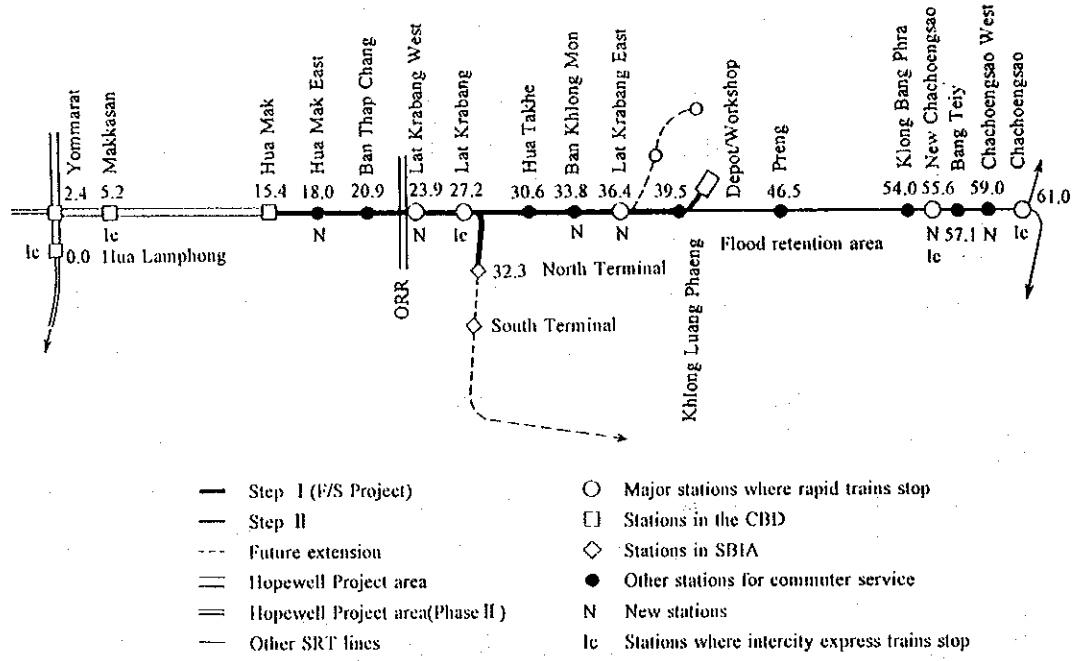 Yommarat
Makkasan
Hua Mak
Hua Mak East
Ban Thap Chang
Lat Krabang West
Lat Krabang
Hua Takhe
Ban Khlong Mon
Lat Krabang East
Depot/Workshop
Preng
Klong Bang Phra
New Chachoengsao
Bang Teiy
Chachoengsao West
Chachoengsao
2.4 5.2 15.4 18.0 20.9 23.9 27.2 30.6 33.8 36.4 39.5 46.5 54.0 55.6 59.0 61.0
Ic N N Ic N N N 57.1 N Ic
Ic 0.0 Hua Lamphong Flood retention area Ic
ORR
32.3 North Terminal
South Terminal
Khlong Luang Phaeng
Step I (F/S Project)
Step II
Future extension
Hopewell Project area
Hopewell Project area(Phase II)
Other SRT lines
Major stations where rapid trains stop
Stations in the CBD
Stations in SBIA
Other stations for commuter service
N New stations
Ic Stations where intercity express trains stop